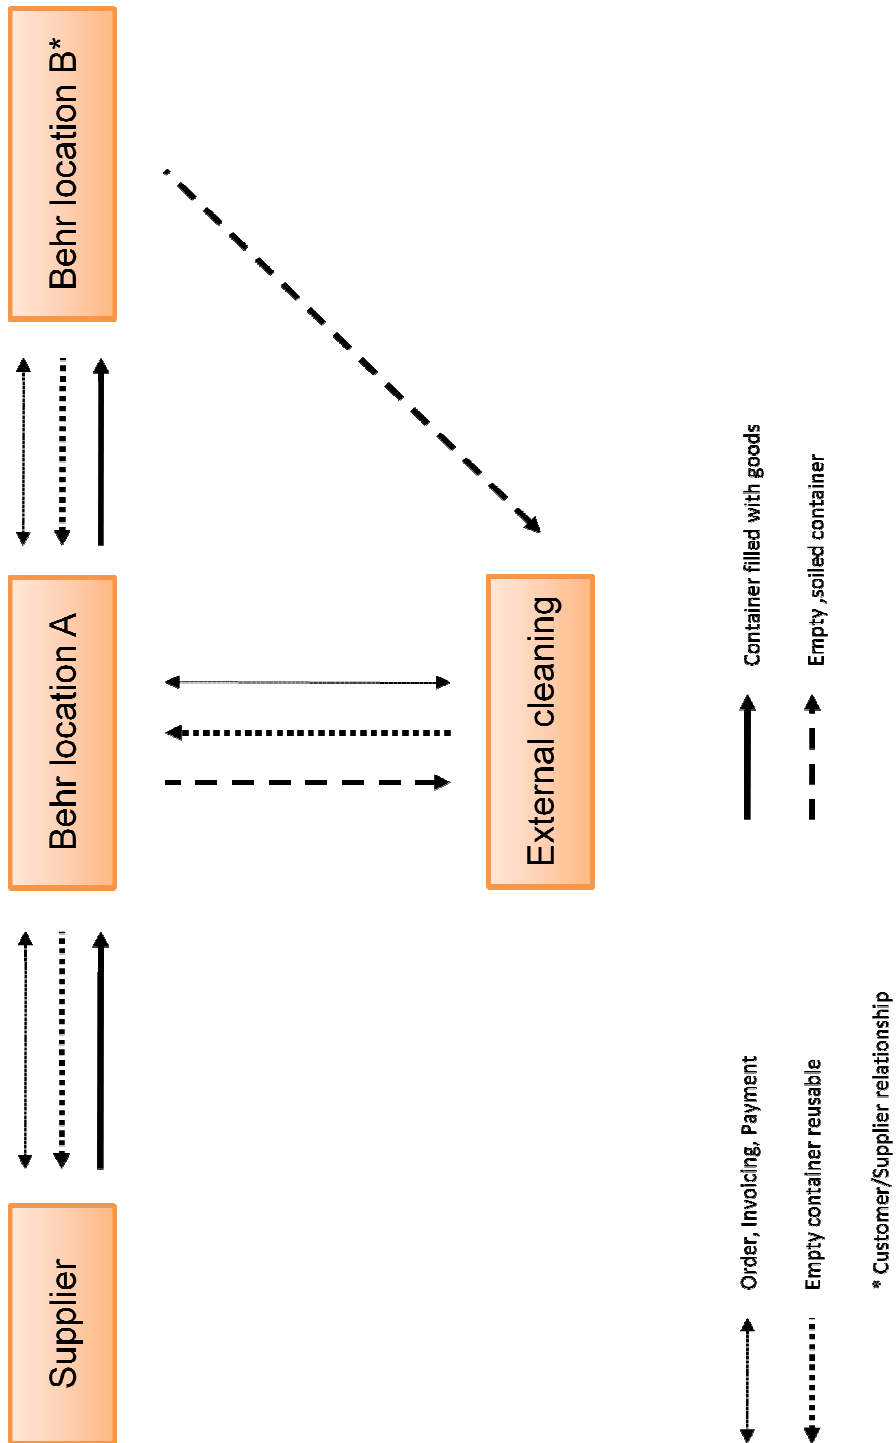 Supplier
Behr location A
Behr location B*
External cleaning
Order, Invoicing, Payment
Container filled with goods
Empty container reusable
Empty ,soiled container
* Customer/Supplier relationship